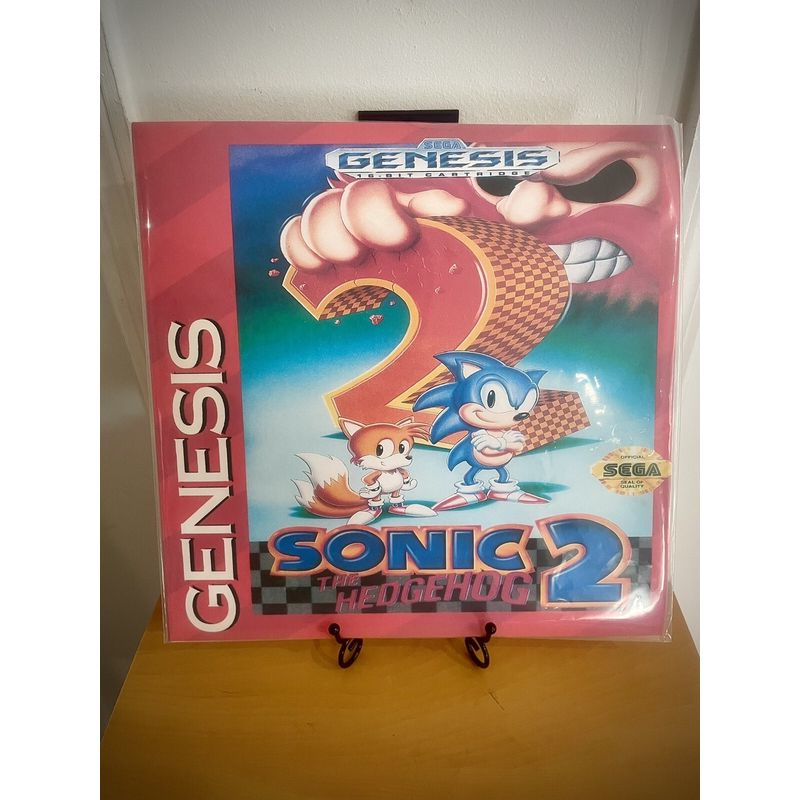 SEGA
GENESIS
16-BIT CARTRIDGE
GENESIS
2
OFFICIAL
SEGA
SEAL OF
QUALITY
SONIC 2
THE HEDGEHOG